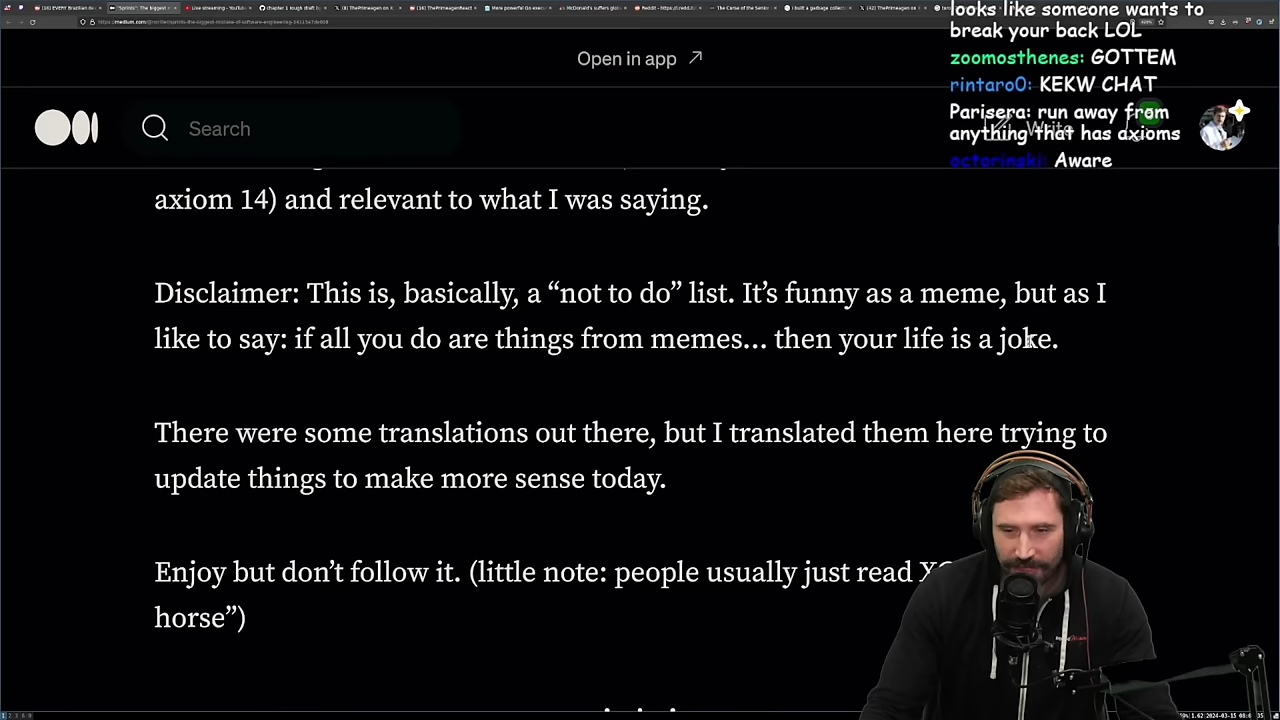 Open in app
looks like someone wants to
break your back LOL
zoomosthenes: GOTTEM
rintaro0: KEKW CHAT
Parisera: run away from
anything that has axioms
octorinski: Aware
Search
Write
axiom 14) and relevant to what I was saying.
Disclaimer: This is, basically, a “not to do” list. It’s funny as a meme, but as I
like to say: if all you do are things from memes… then your life is a joke.
There were some translations out there, but I translated them here trying to
update things to make more sense today.
Enjoy but don’t follow it. (little note: people usually just read
horse”)